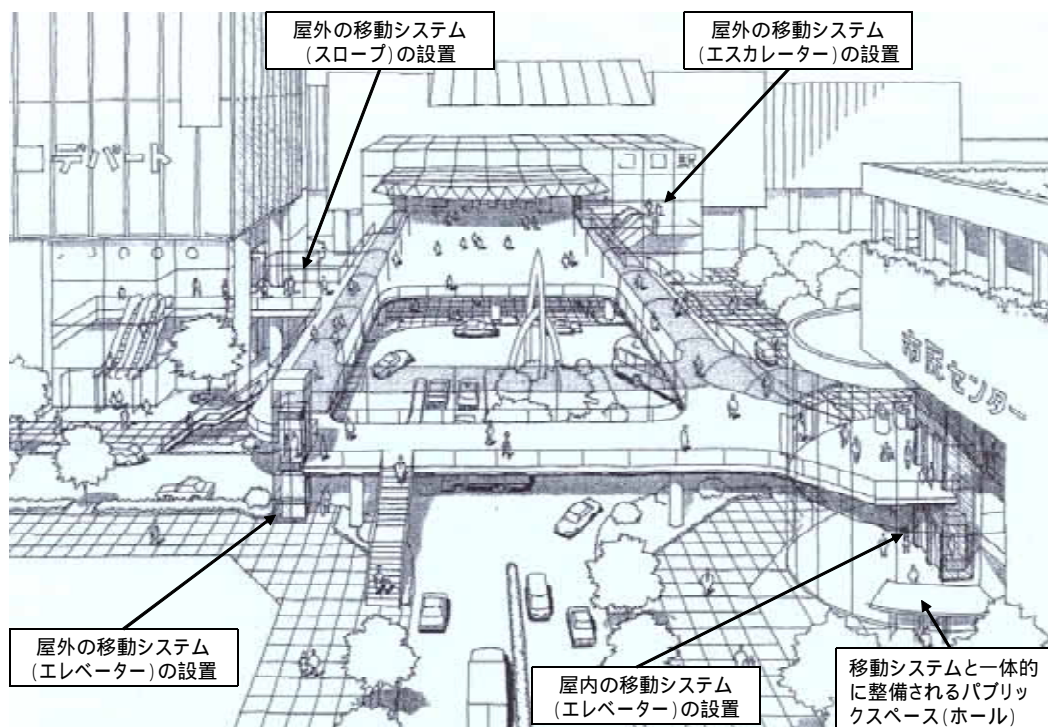 屋外の移動システム
(スロープ)の設置
屋外の移動システム
(エスカレーター)の設置
デパート
市民センター
屋外の移動システム
(エレベーター)の設置
屋内の移動システム
(エレベーター)の設置
移動システムと一体的
に整備されるパブリッ
クスペース(ホール)